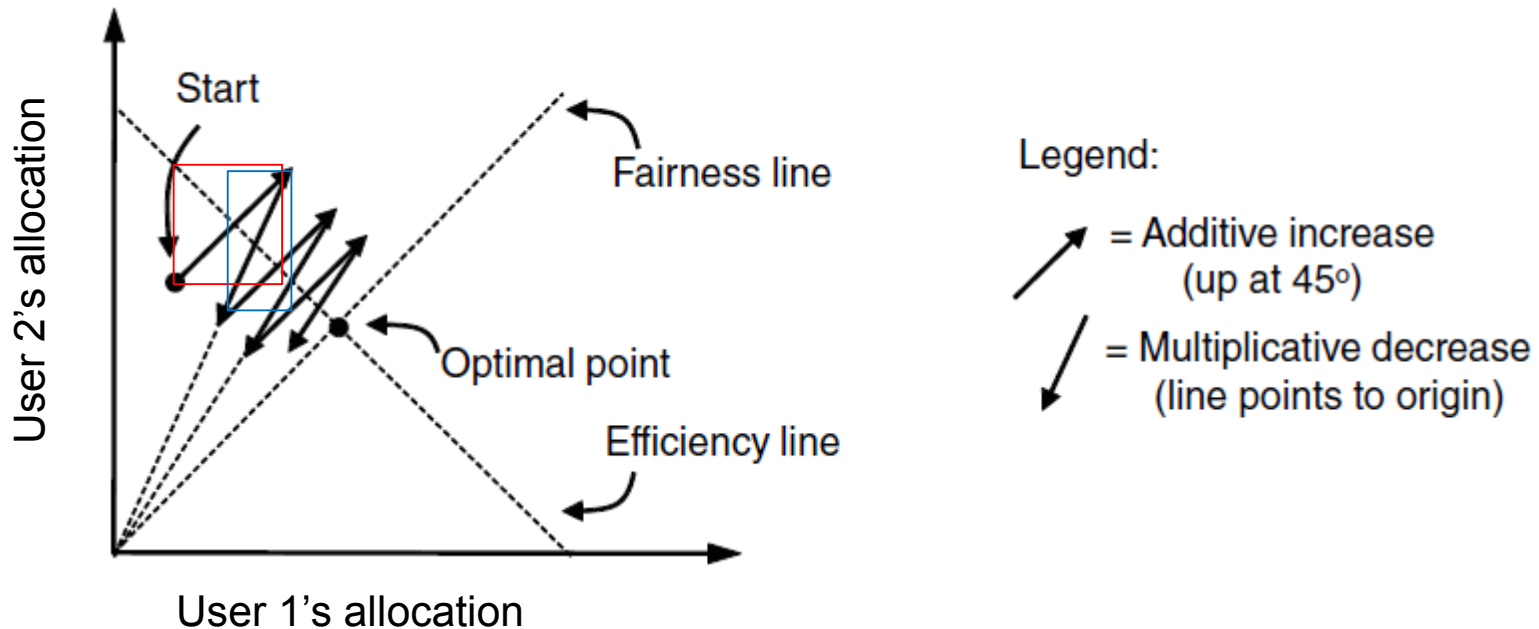 User 2's allocation
Start
Fairness line
Optimal point
Efficiency line
User 1's allocation
Legend:
= Additive increase
(up at 45º)
= Multiplicative decrease
(line points to origin)